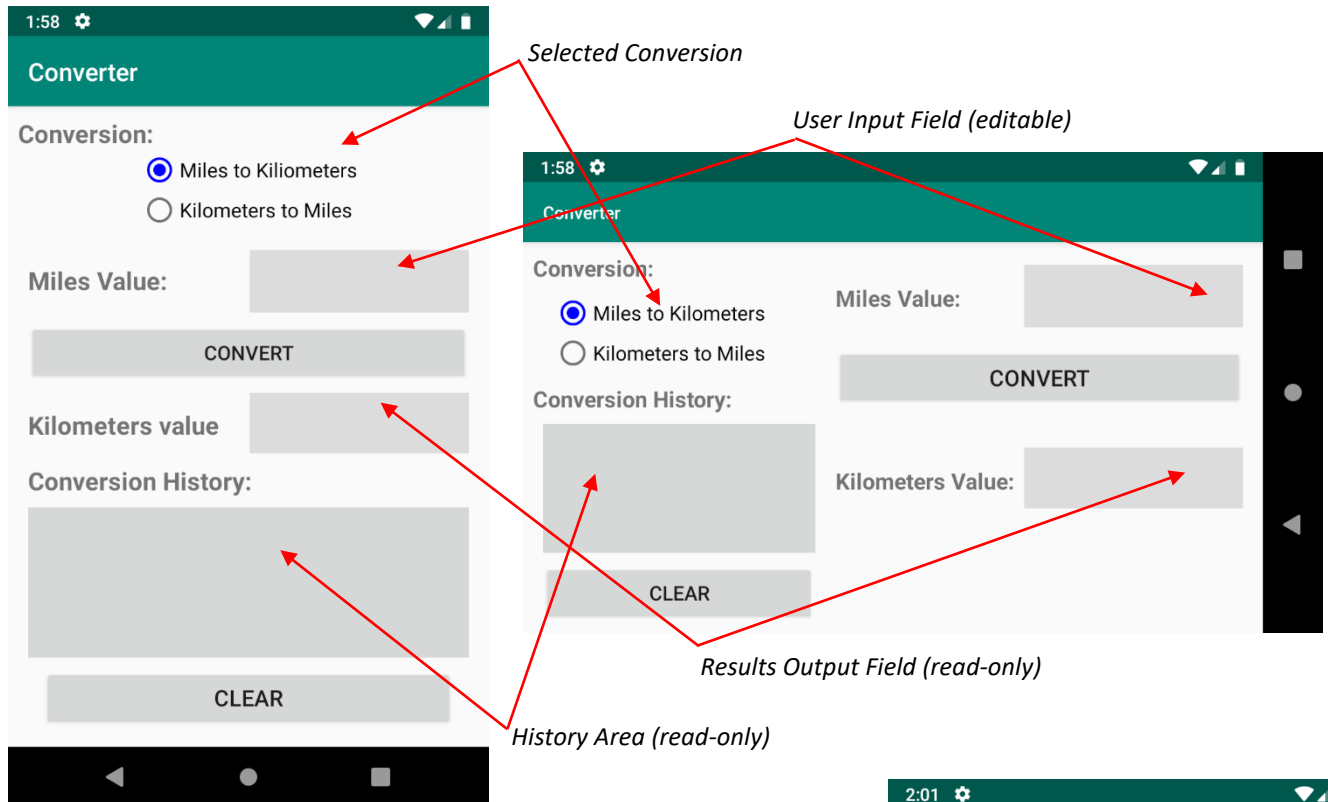 1:58
Converter
Selected Conversion
Conversion:
Miles to Kiliometers
Kilometers to Miles
Miles Value:
CONVERT
Kilometers value
Conversion History:
CLEAR
User Input Field (editable)
1:58
Converter
Conversion:
Miles to Kilometers
Kilometers to Miles
Conversion History:
CLEAR
Miles Value:
CONVERT
Kilometers Value:
Results Output Field (read-only)
History Area (read-only)
2:01